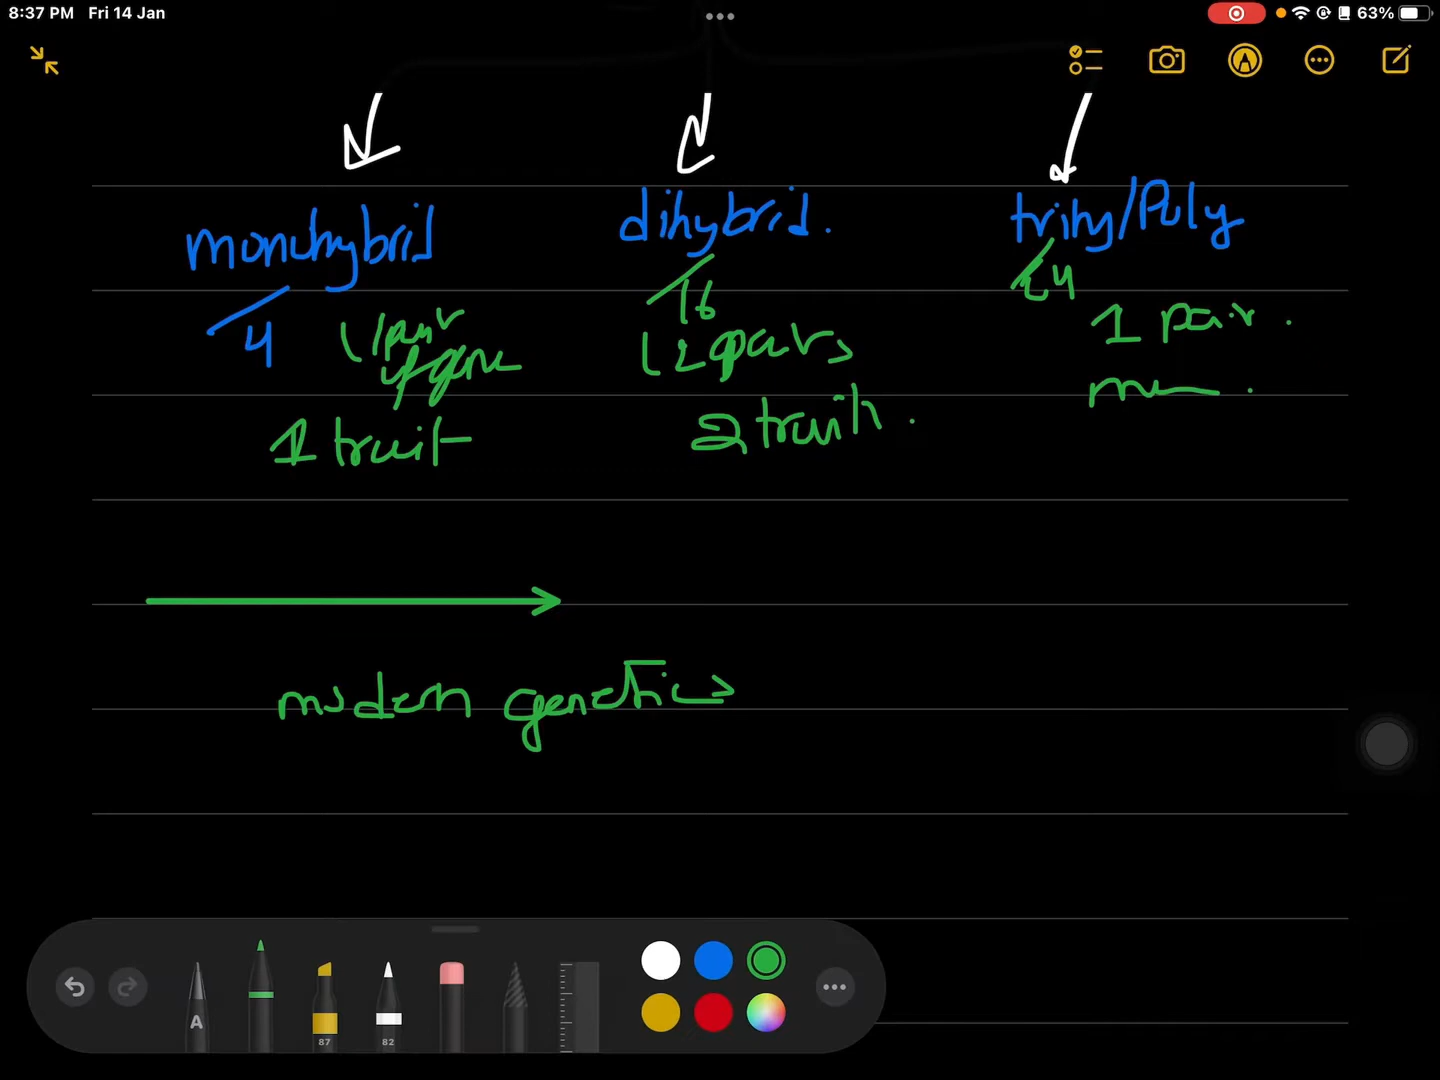 8:37 PM Fri 14 Jan
63%
monohybrid
dihybrid.
trihy/Poly
4
1 pair
of gene
1 trait
16
2 pairs
2 traits.
64
1 pair.
modern genetics
A
87
82